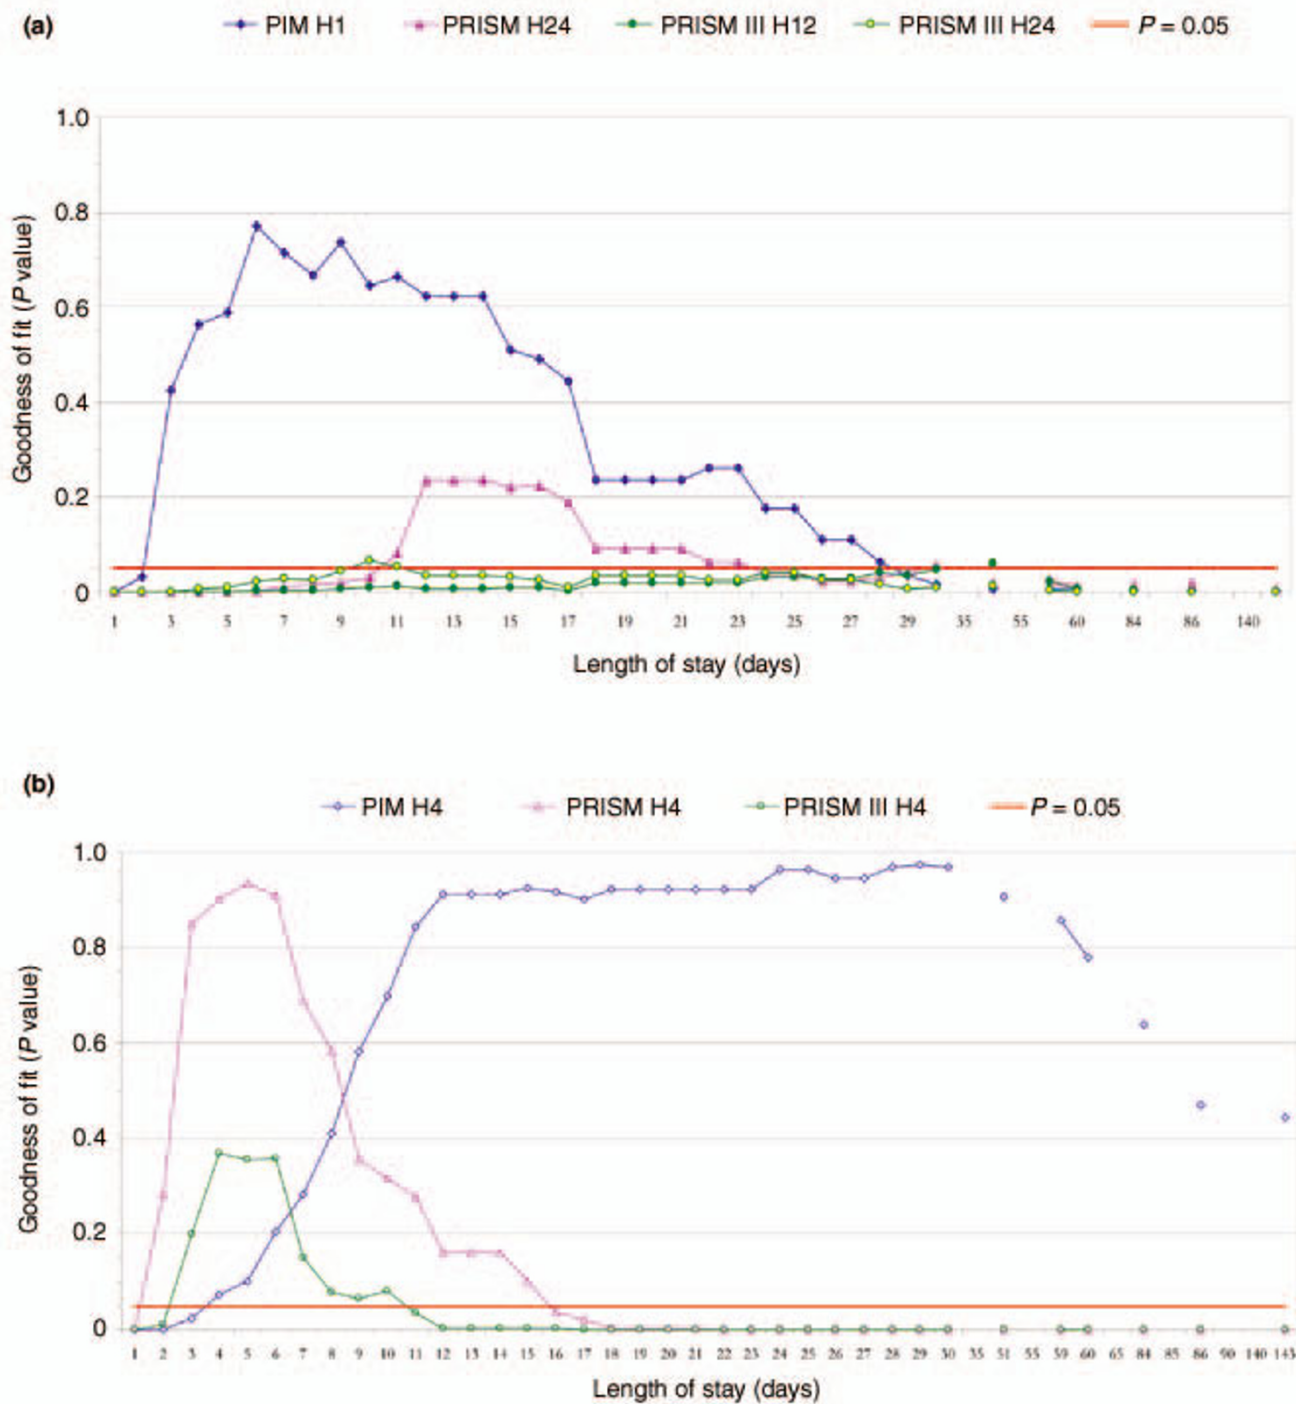 (a)
PIM H1 PRISM H24 PRISM III H12 PRISM III H24 P = 0.05
1.0
0.8
0.6
0.4
0.2
0
Goodness of fit (P value)
1 3 5 7 9 11 13 15 17 19 21 23 25 27 29 35 55 60 84 86 140
Length of stay (days)
(b)
PIM H4 PRISM H4 PRISM III H4 P = 0.05
1.0
0.8
0.6
0.4
0.2
0
Goodness of fit (P value)
1 2 3 4 5 6 7 8 9 10 11 12 13 14 15 16 17 18 19 20 21 22 23 24 25 26 27 28 29 30 35 51 55 59 60 65 84 85 86 90 140 143
Length of stay (days)